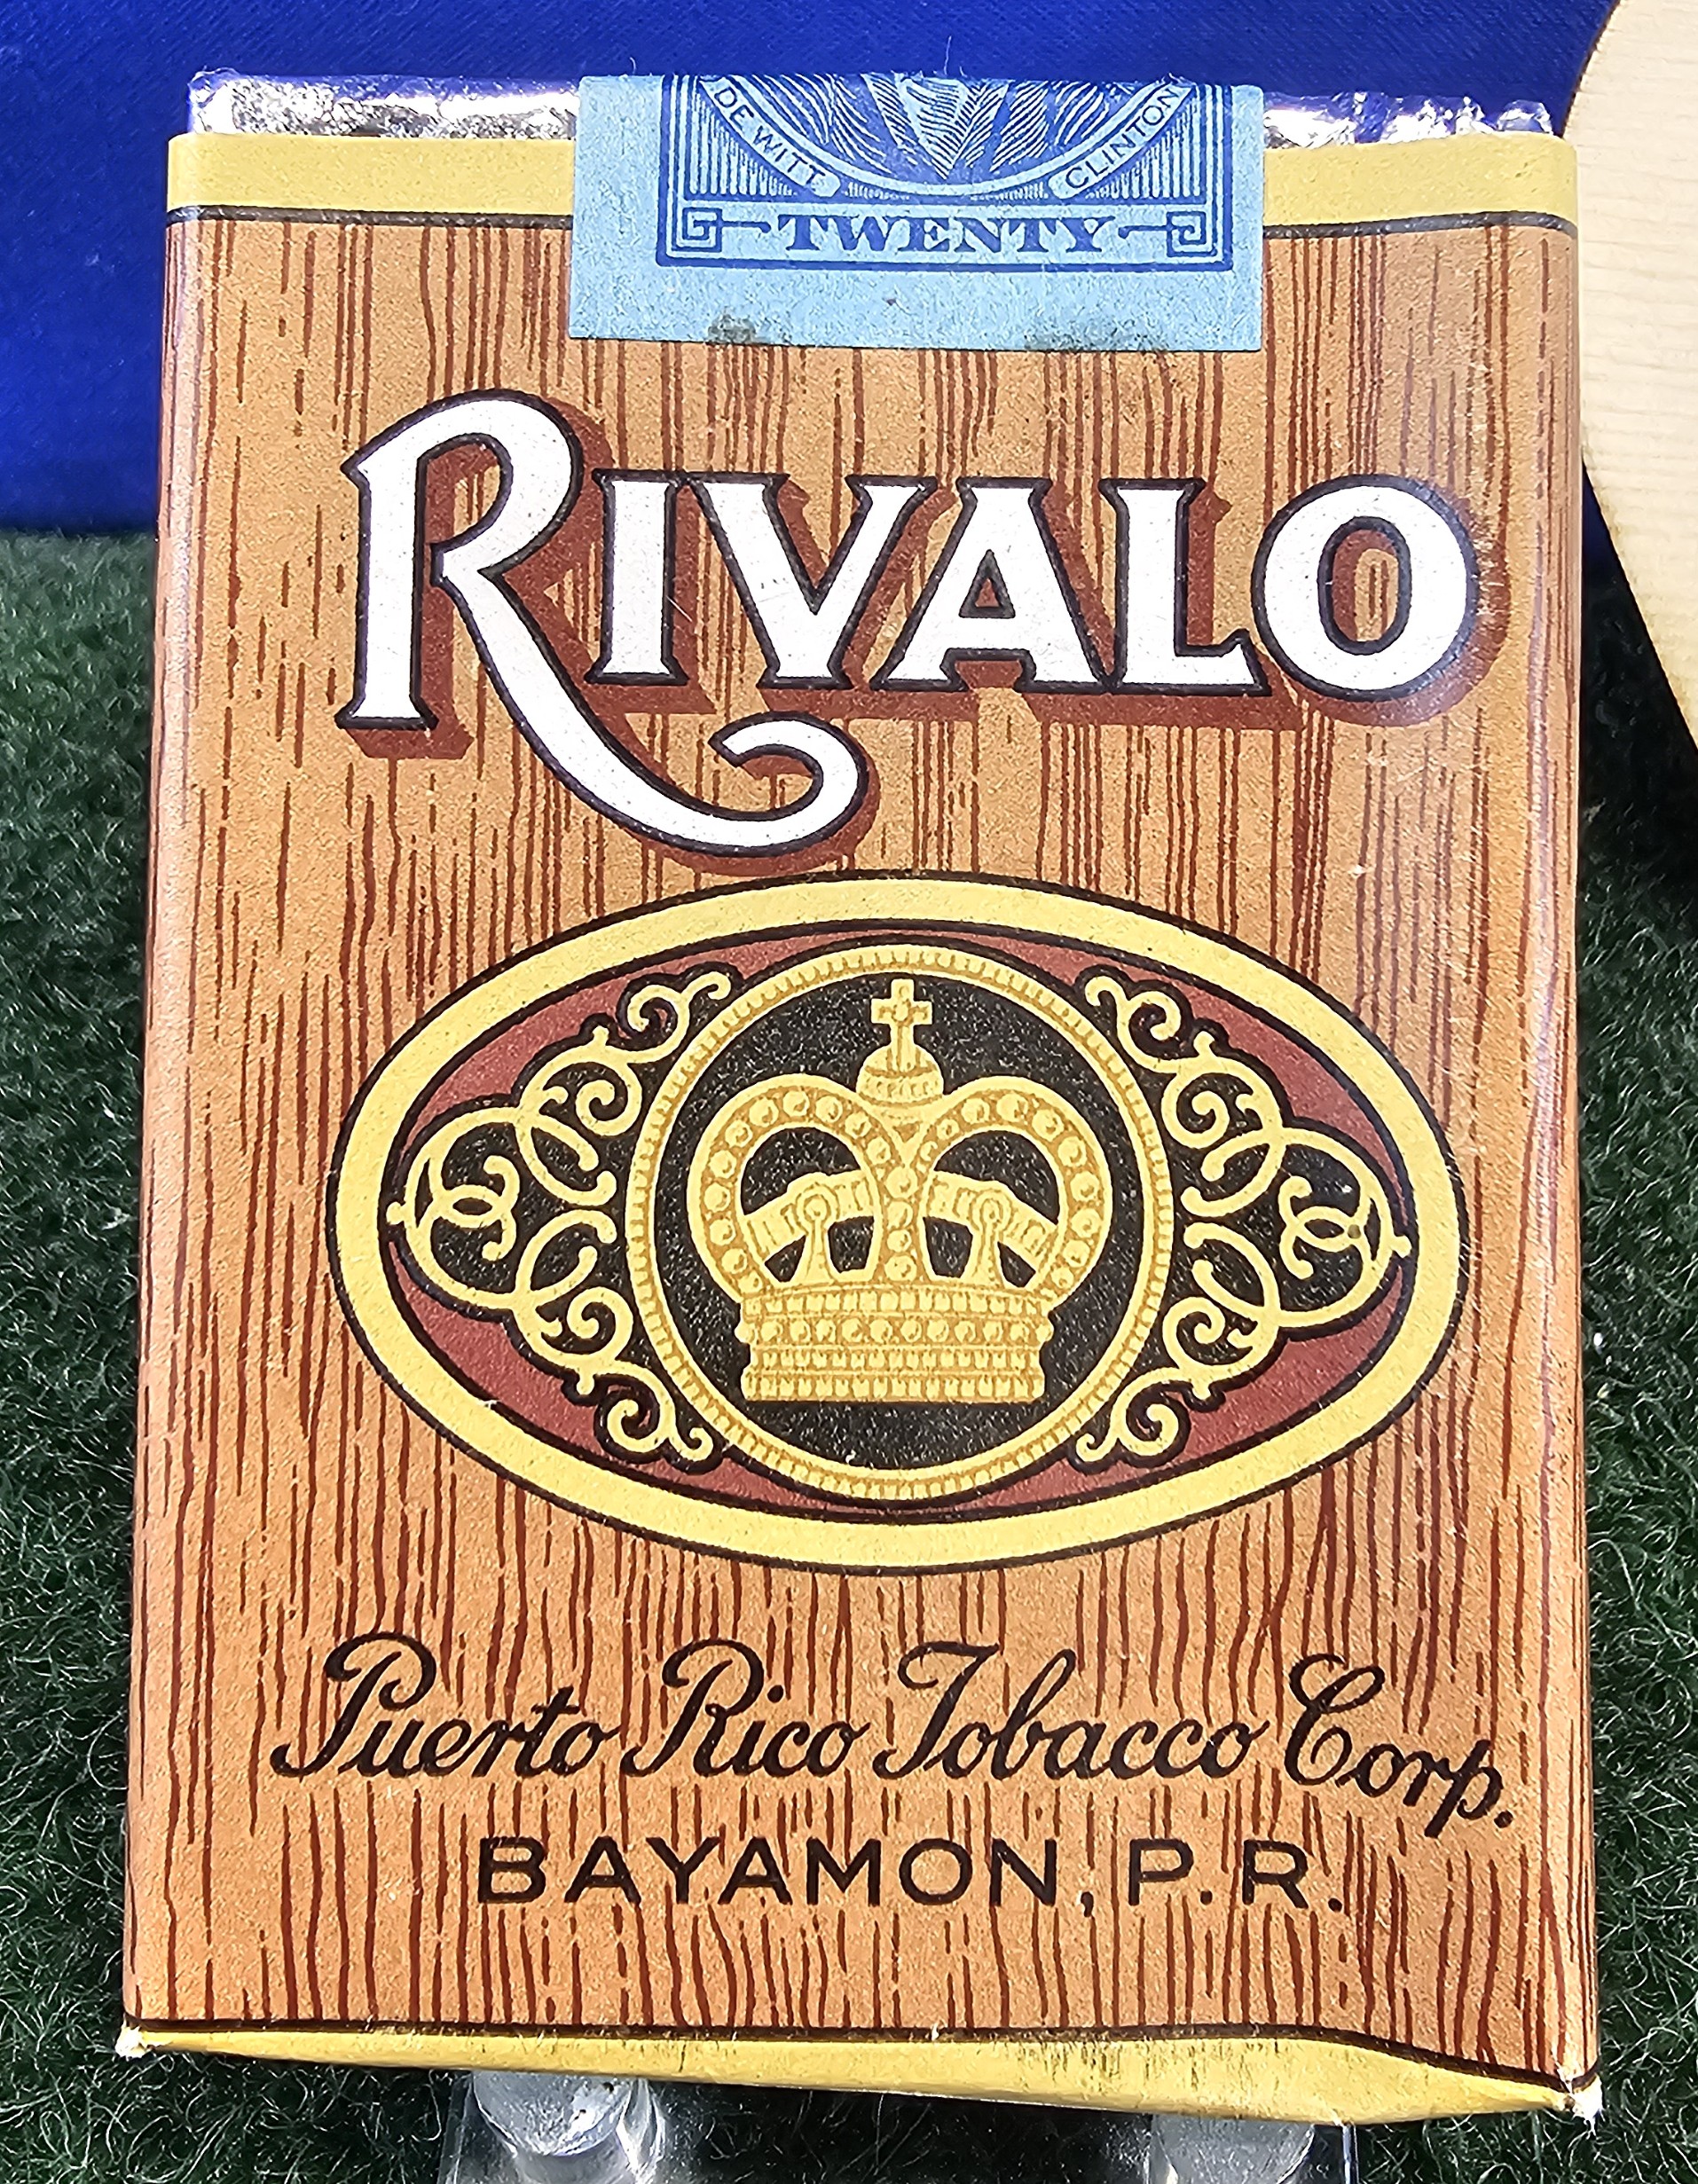 DE WITT CLINTON
TWENTY
RIVALO
Puerto Rico Tobacco Corp.
BAYAMON, P.R.